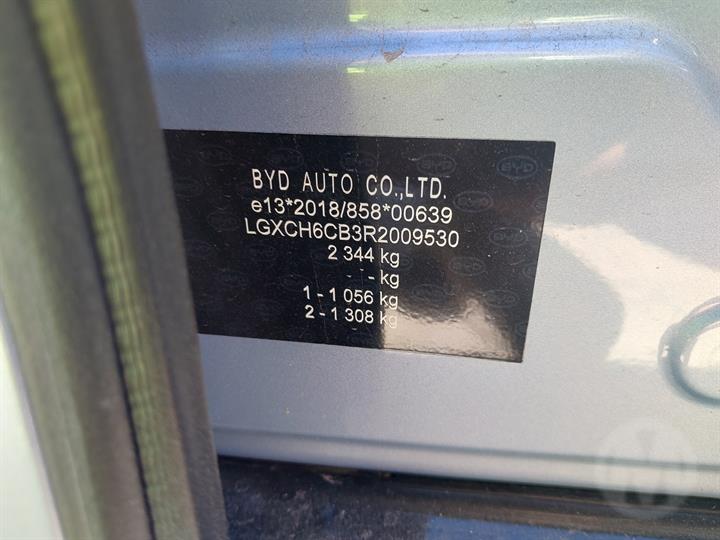 BYD AUTO CO.,LTD.
e13*2018/858*00639
LGXCH6CB3R2009530
2 344 kg
- - kg
1 - 1 056 kg
2 - 1 308 kg